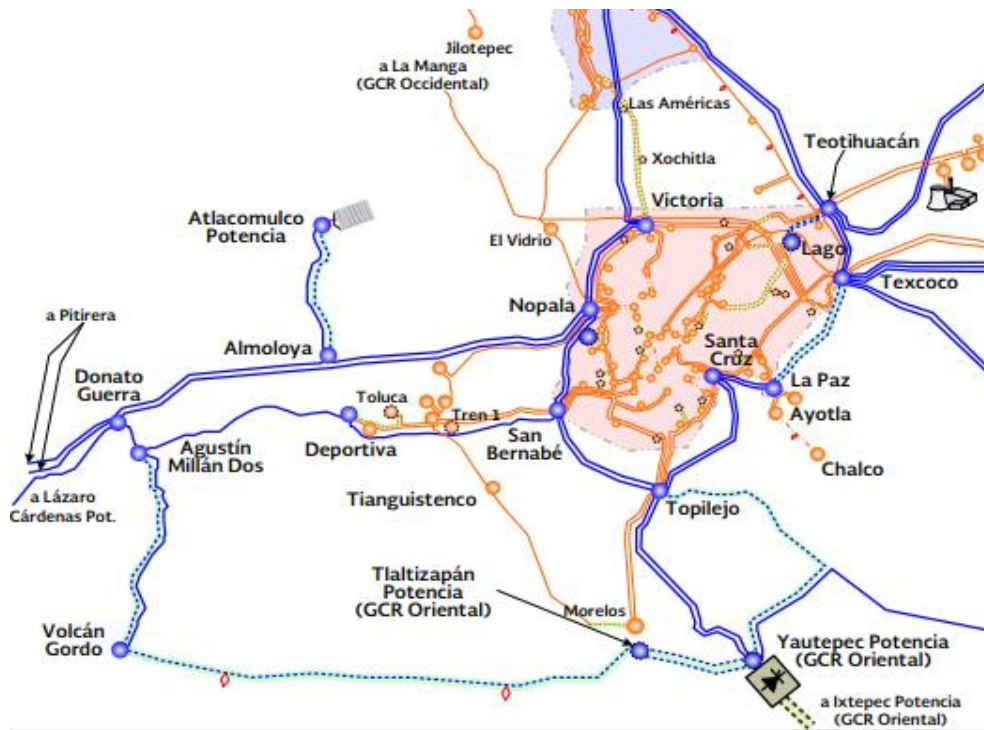 Jilotepec
a La Manga
(GCR Occidental)
Las Américas
Teotihuacán
Xochitla
Victoria
Atlacomulco
Potencia
El Vidrio
Lago
Texcoco
Nopala
a Pitirera
Almoloya
Santa
Cruz
Donato
Guerra
La Paz
Toluca
Ayotla
Tren 1
Deportiva
San
Bernabé
Agustín
Millán Dos
Chalco
a Lázaro
Cárdenas Pot.
Tianguistenco
Topilejo
Tlaltizapán
Potencia
(GCR Oriental)
Morelos
Volcán
Gordo
Yautepec Potencia
(GCR Oriental)
a Ixtepec Potencia
(GCR Oriental)